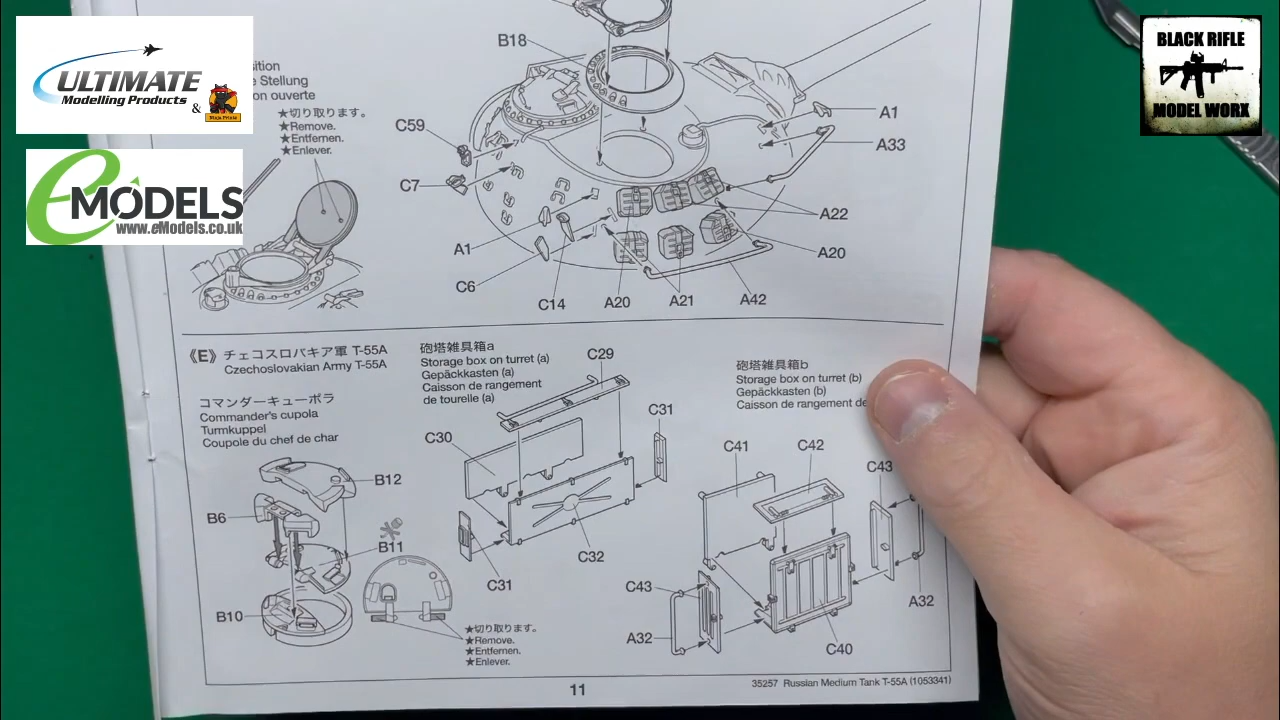 ULTIMATE
Modelling Products
&
Ninja Prints
eMODELS
www.eModels.co.uk
BLACK RIFLE
MODEL WORX
Stellung
on ouverte
★切り取ります。
★Remove.
★Entfernen.
★Enlever.
B18
C59
C7
A1
C6
C14
A20
A21
A42
A1
A33
A22
A20
《E》 チェコスロバキア軍 T-55A
Czechoslovakian Army T-55A
コマンダーキューポラ
Commander's cupola
Turmkuppel
Coupole du chef de char
B12
B6
B11
B10
★切り取ります。
★Remove.
★Entfernen.
★Enlever.
砲塔雑具箱a
Storage box on turret (a)
Gepäckkasten (a)
Caisson de rangement
de tourelle (a)
C29
C30
C31
C31
C32
砲塔雑具箱b
Storage box on turret (b)
Gepäckkasten (b)
Caisson de rangement de
C41
C42
C43
C43
A32
A32
C40
11
35257 Russian Medium Tank T-55A (1053341)